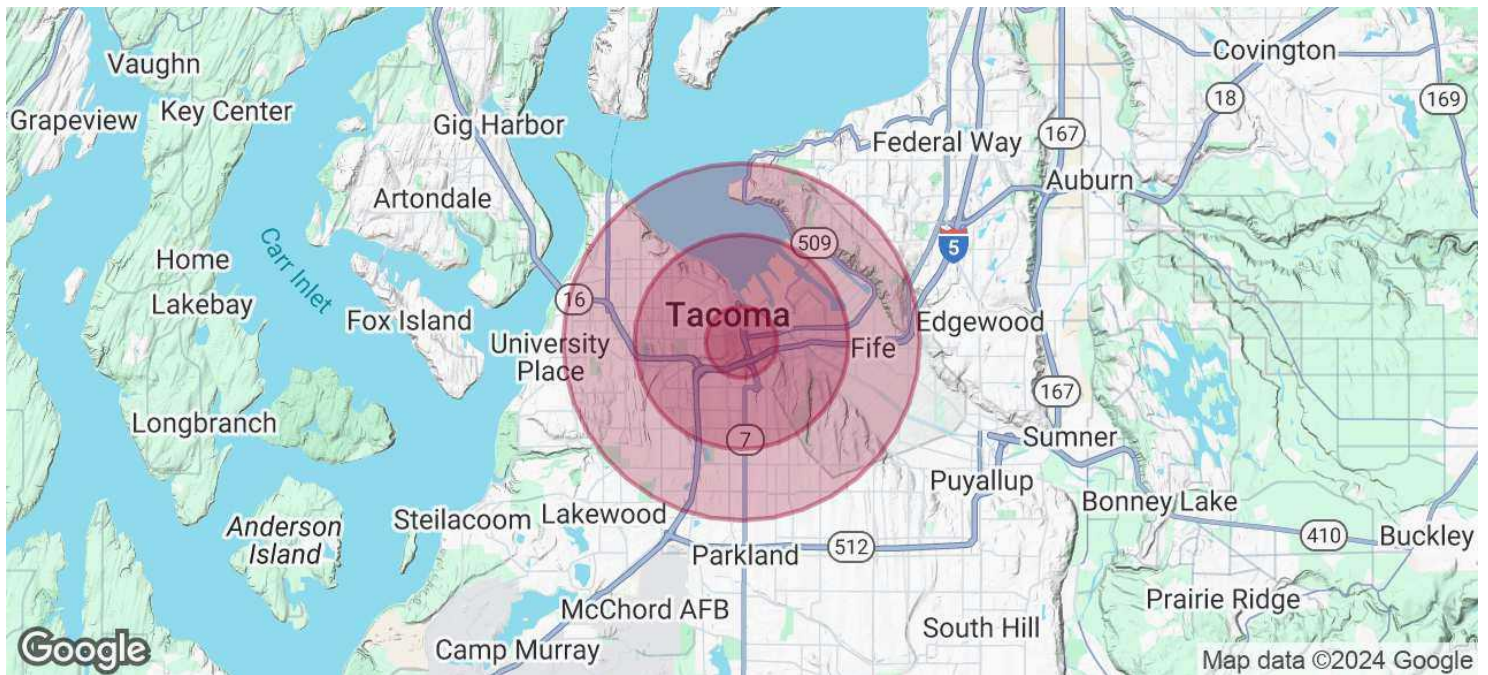 Covington
Vaughn
Key Center
Grapeview
18
169
Gig Harbor
167
Federal Way
Auburn
Artondale
509
5
Carr Inlet
Home
Lakebay
16
Tacoma
Fox Island
Edgewood
University
Place
Fife
167
Longbranch
7
Sumner
Puyallup
Bonney Lake
Anderson
Island
Steilacoom
Lakewood
410
Buckley
Parkland
512
McChord AFB
Prairie Ridge
South Hill
Camp Murray
Google
Map data ©2024 Google